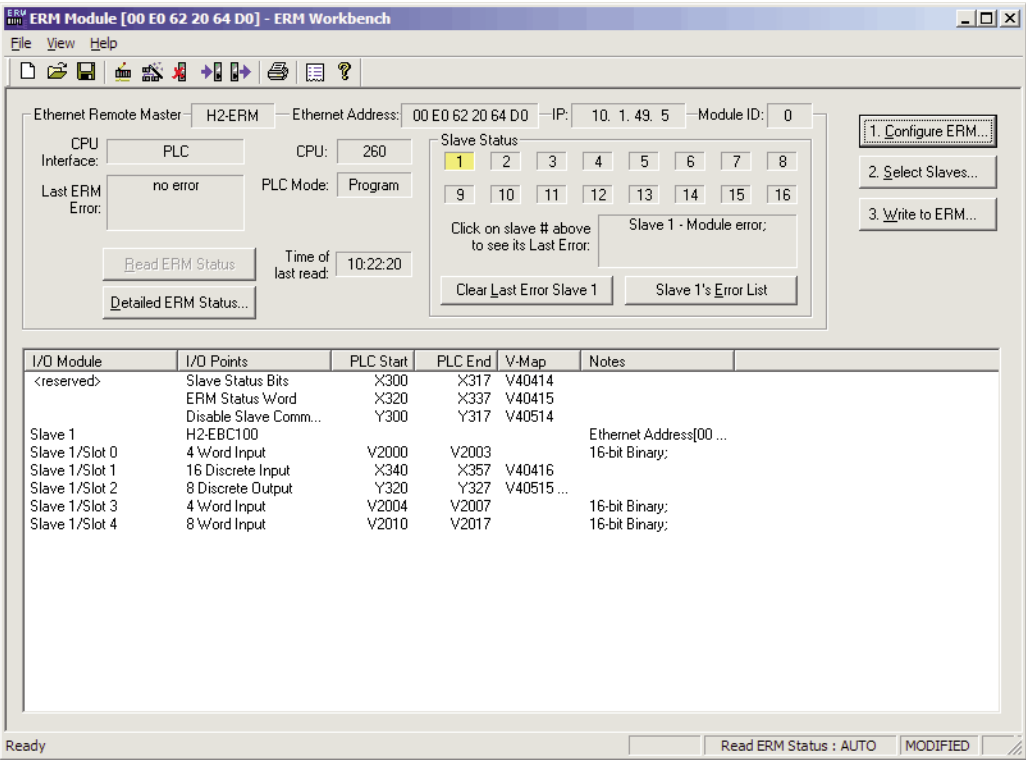 ERM Module [00 E0 62 20 64 D0] - ERM Workbench
File View Help
Ethernet Remote Master H2-ERM Ethernet Address: 00 E0 62 20 64 D0 IP: 10. 1. 49. 5 Module ID: 0
CPU Interface: PLC CPU: 260
Last ERM Error: no error PLC Mode: Program
Read ERM Status Time of last read: 10:22:20
Detailed ERM Status...
Slave Status
1 2 3 4 5 6 7 8
9 10 11 12 13 14 15 16
Click on slave # above to see its Last Error: Slave 1 - Module error;
Clear Last Error Slave 1 Slave 1's Error List
1. Configure ERM...
2. Select Slaves...
3. Write to ERM...
I/O Module I/O Points PLC Start PLC End V-Map Notes
<reserved> Slave Status Bits X300 X317 V40414
ERM Status Word X320 X337 V40415
Disable Slave Comm... Y300 Y317 V40514
Slave 1 H2-EBC100 Ethernet Address[00 ...
Slave 1/Slot 0 4 Word Input V2000 V2003 16-bit Binary;
Slave 1/Slot 1 16 Discrete Input X340 X357 V40416
Slave 1/Slot 2 8 Discrete Output Y320 Y327 V40515 ...
Slave 1/Slot 3 4 Word Input V2004 V2007 16-bit Binary;
Slave 1/Slot 4 8 Word Input V2010 V2017 16-bit Binary;
Ready Read ERM Status : AUTO MODIFIED